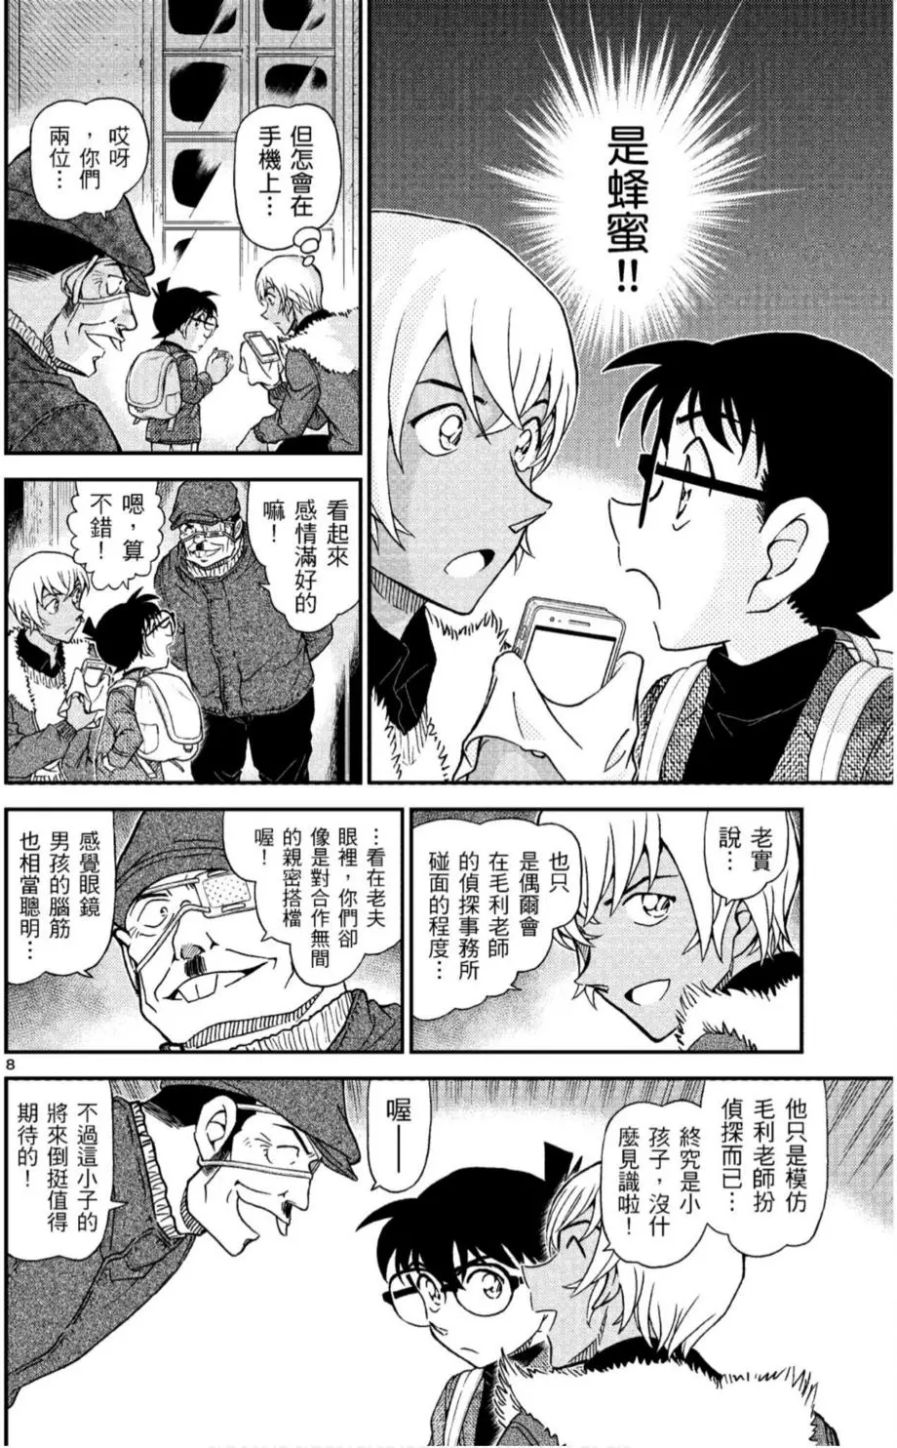 是蜂蜜!!
但怎會在
手機上…
哎呀
，你們
兩位…
看起來
感情滿好的
嘛！
嗯，算
不錯！
老實
說…
也只
是偶爾會
在毛利老師
的偵探事務所
碰面的程度…
…看在老夫
眼裡，你們卻
像是對合作無間
的親密搭檔
喔！
感覺眼鏡
男孩的腦筋
也相當聰明…
8
他只是模仿
毛利老師扮
偵探而已…
終究是小
孩子，沒什
麼見識啦！
喔—
不過這小子的
將來倒挺值得
期待的！